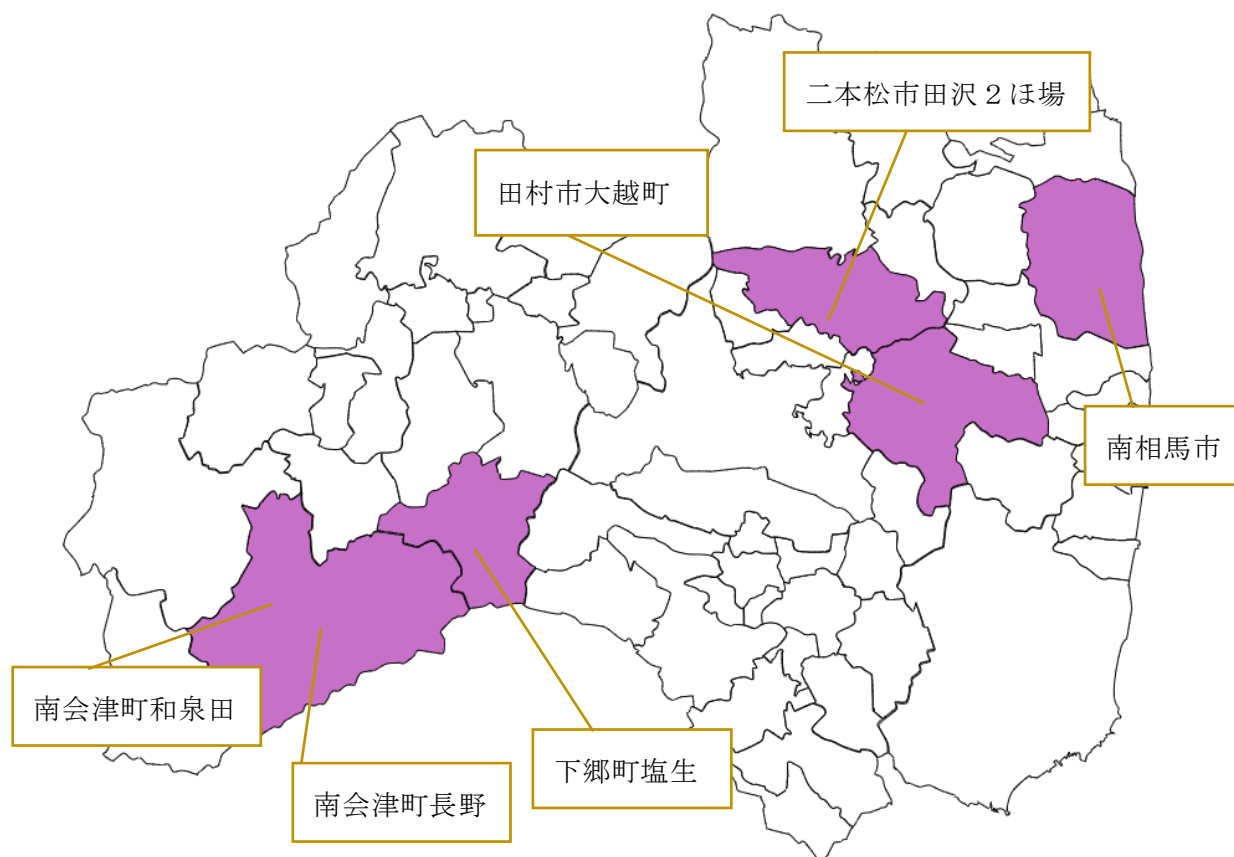 二本松市田沢２ほ場
田村市大越町
南相馬市
南会津町和泉田
下郷町塩生
南会津町長野